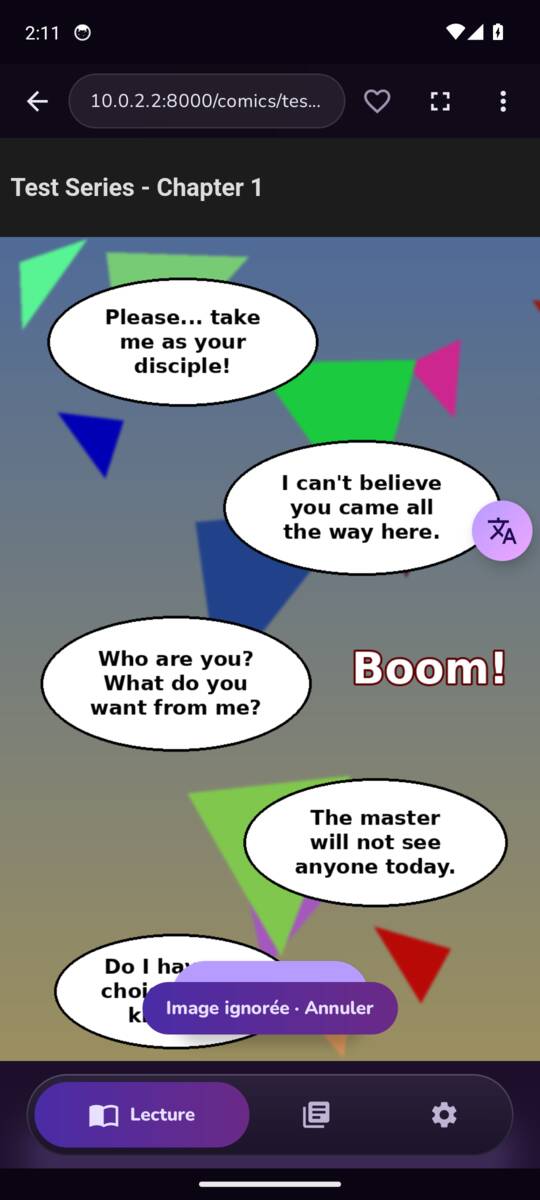 2:11
10.0.2.2:8000/comics/tes...
Test Series - Chapter 1
Please... take
me as your
disciple!
I can't believe
you came all
the way here.
Who are you?
What do you
want from me?
Boom!
The master
will not see
anyone today.
Do I
Image ignorée · Annuler
Lecture